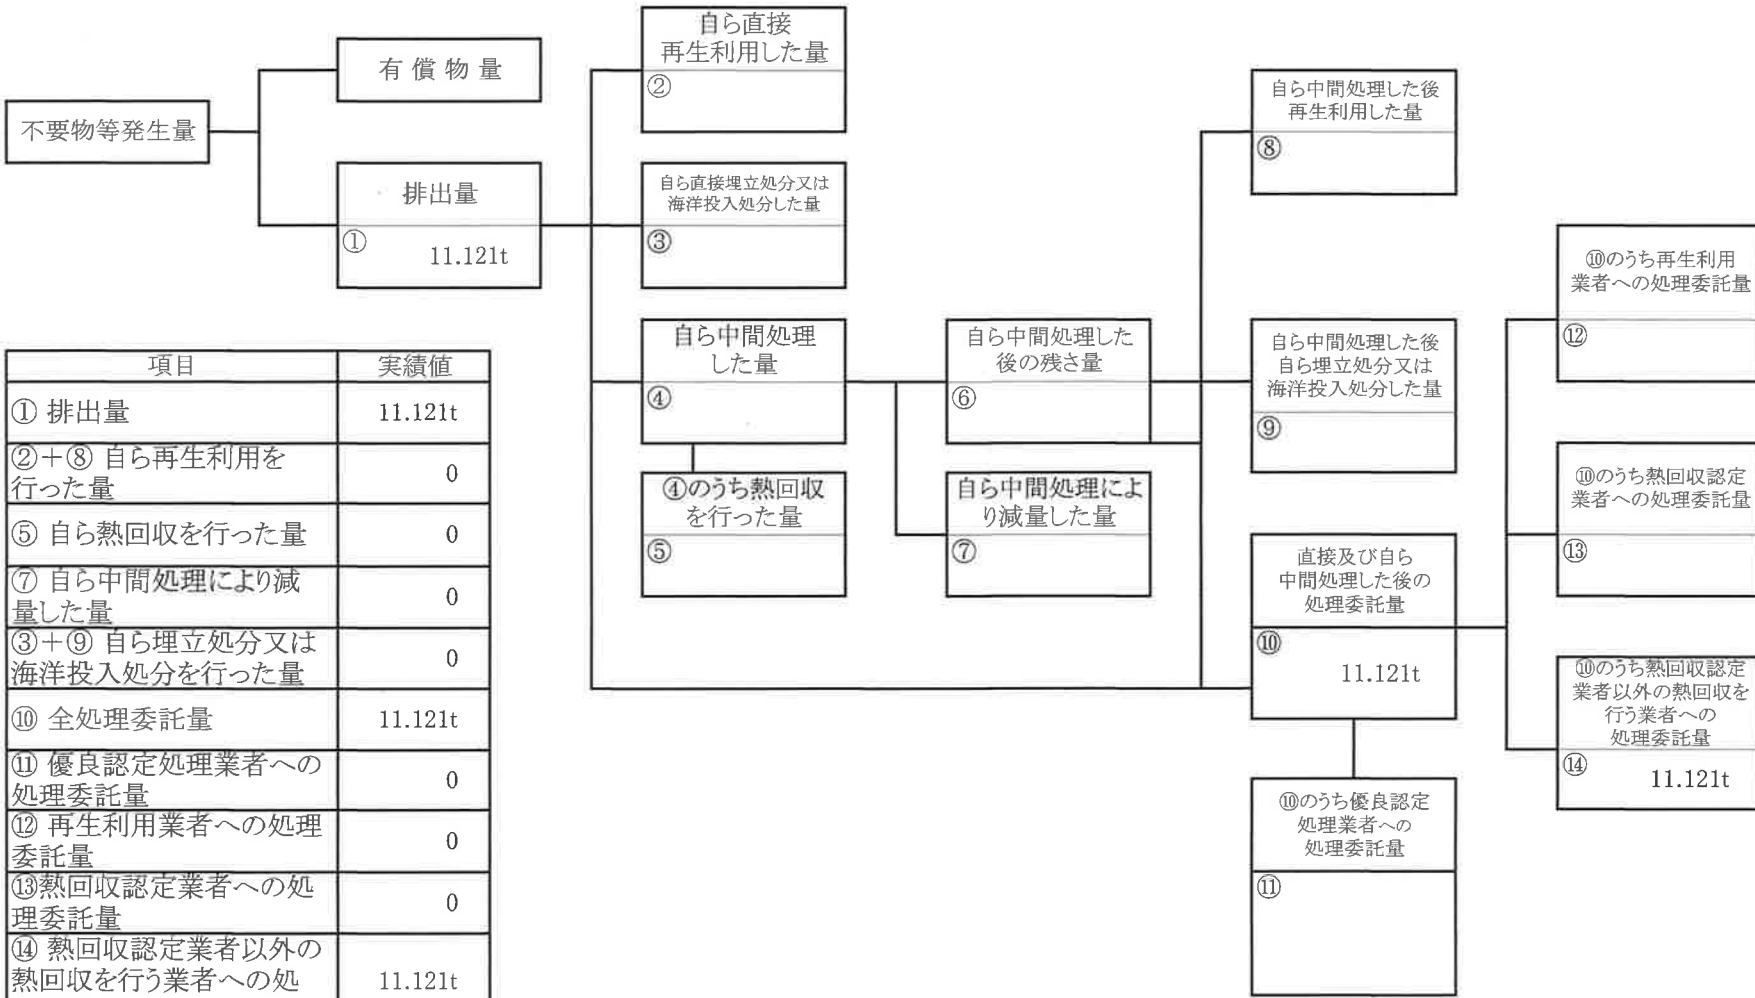 不要物等発生量
有償物量
排出量
①
11.121t
自ら直接
再生利用した量
②
自ら直接埋立処分又は
海洋投入処分した量
③
自ら中間処理
した量
④
④のうち熱回収
を行った量
⑤
自ら中間処理した
後の残さ量
⑥
自ら中間処理によ
り減量した量
⑦
自ら中間処理した後
再生利用した量
⑧
自ら中間処理した後
自ら埋立処分又は
海洋投入処分した量
⑨
直接及び自ら
中間処理した後の
処理委託量
⑩
11.121t
⑩のうち優良認定
処理業者への
処理委託量
⑪
⑩のうち再生利用
業者への処理委託量
⑫
⑩のうち熱回収認定
業者への処理委託量
⑬
⑩のうち熱回収認定
業者以外の熱回収を
行う業者への
処理委託量
⑭
11.121t
項目 実績値
① 排出量 11.121t
②+⑧ 自ら再生利用を
行った量 0
⑤ 自ら熱回収を行った量 0
⑦ 自ら中間処理により減
量した量 0
③+⑨ 自ら埋立処分又は
海洋投入処分を行った量 0
⑩ 全処理委託量 11.121t
⑪ 優良認定処理業者への
処理委託量 0
⑫ 再生利用業者への処理
委託量 0
⑬熱回収認定業者への処
理委託量 0
⑭ 熱回収認定業者以外の
熱回収を行う業者への処 11.121t